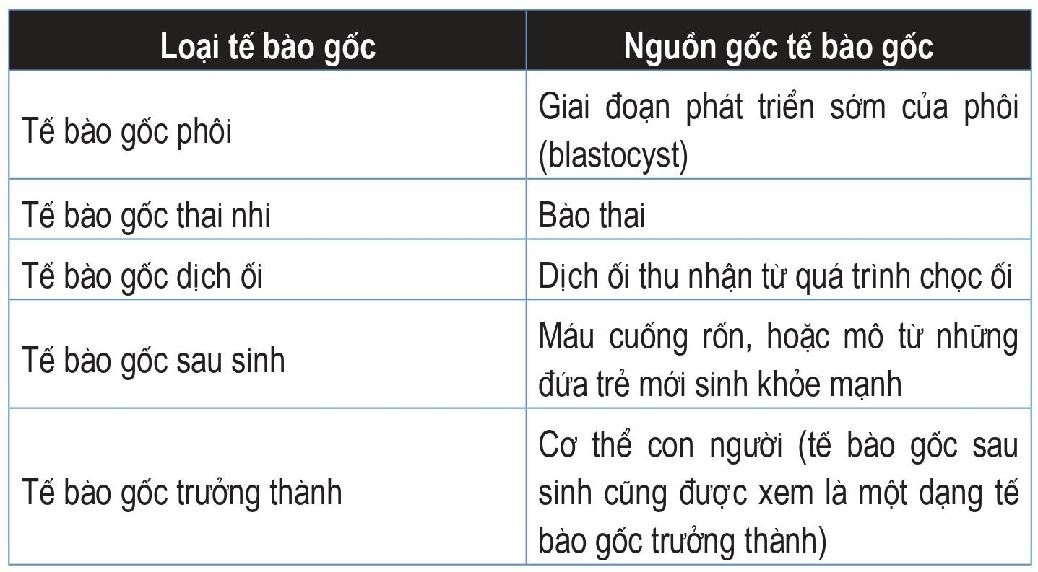 Loại tế bào gốc
Nguồn gốc tế bào gốc
Tế bào gốc phôi
Giai đoạn phát triển sớm của phôi
(blastocyst)
Tế bào gốc thai nhi
Bào thai
Tế bào gốc dịch ối
Dịch ối thu nhận từ quá trình chọc ối
Tế bào gốc sau sinh
Máu cuống rốn, hoặc mô từ những
đứa trẻ mới sinh khỏe mạnh
Tế bào gốc trưởng thành
Cơ thể con người (tế bào gốc sau
sinh cũng được xem là một dạng tế
bào gốc trưởng thành)